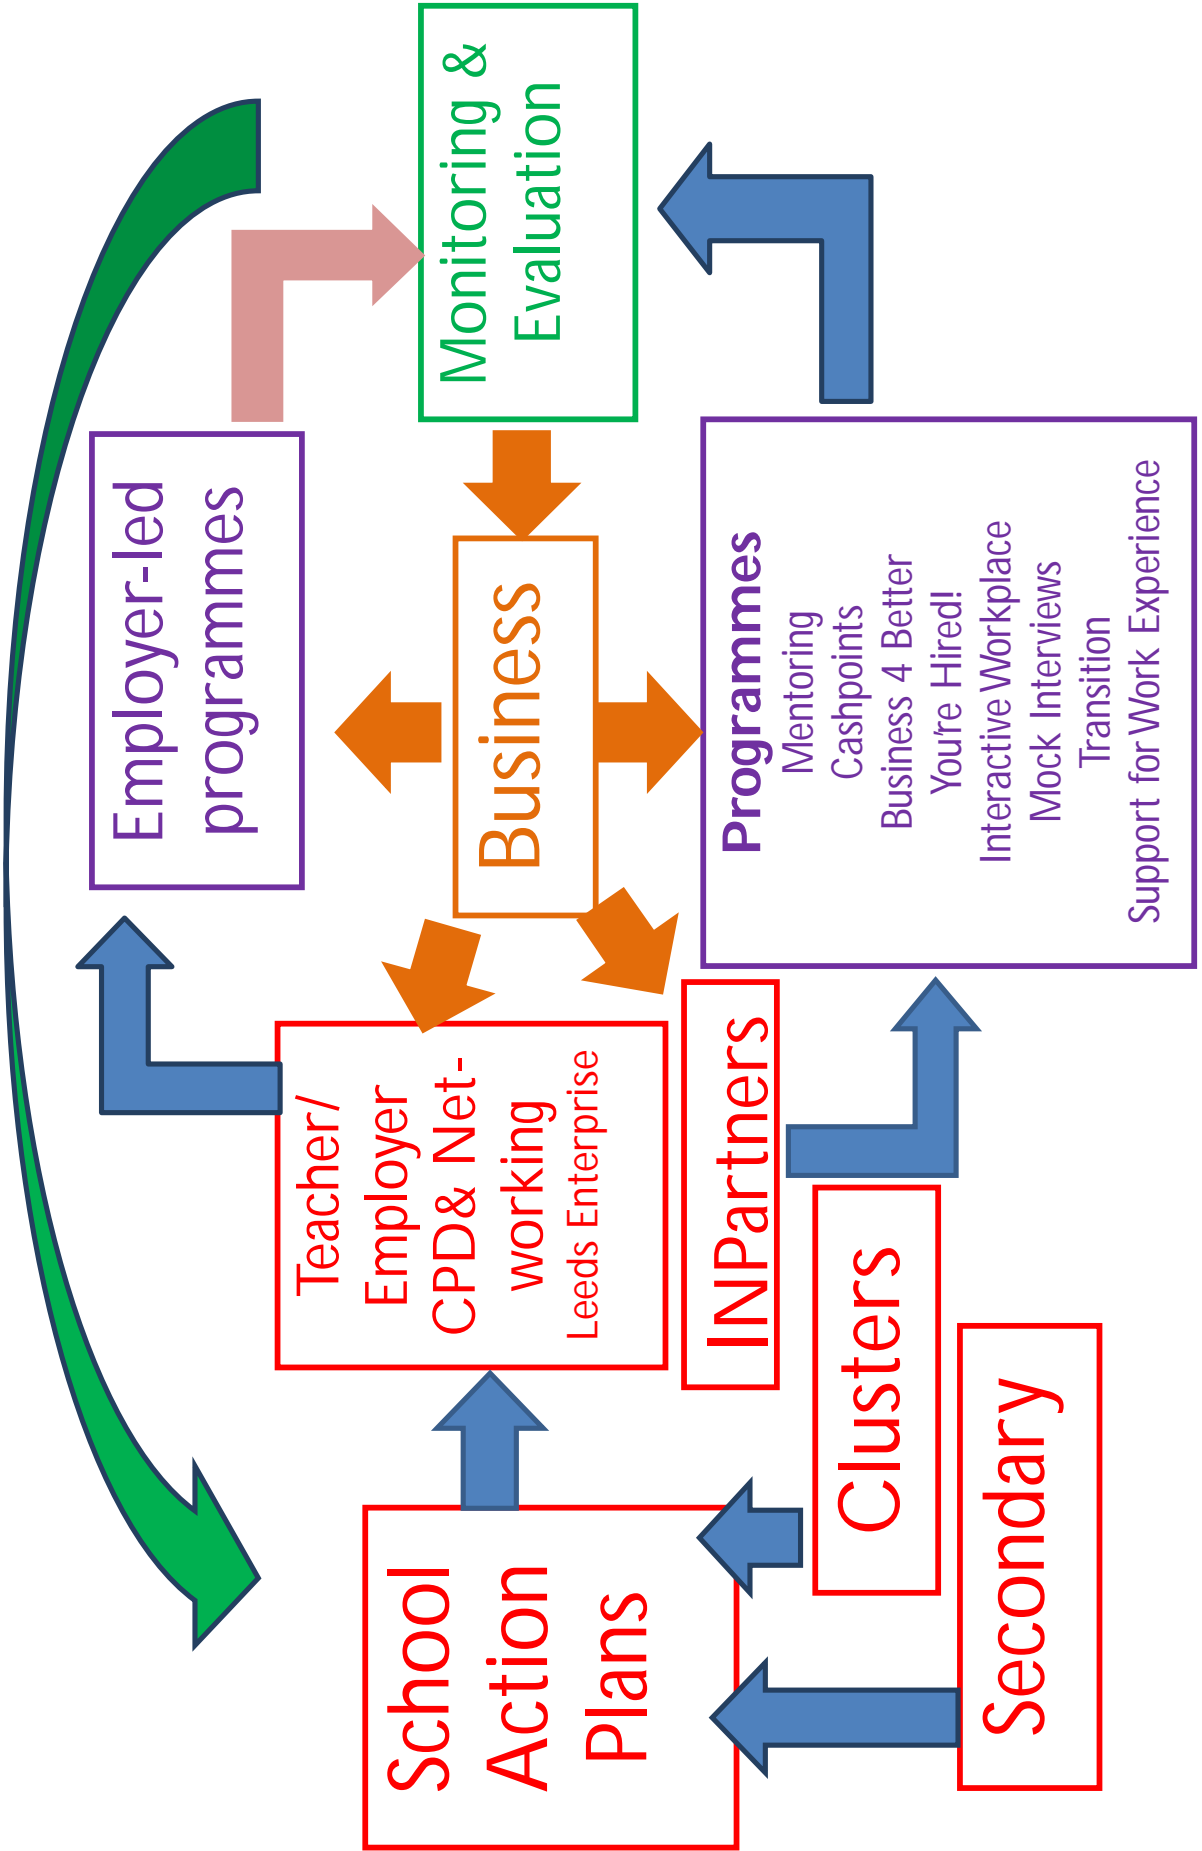 School
Action
Plans
Teacher/
Employer
CPD& Net-
working
Leeds Enterprise
INPartners
Clusters
Secondary
Employer-led
programmes
Business
Programmes
Mentoring
Cashpoints
Business 4 Better
You're Hired!
Interactive Workplace
Mock Interviews
Transition
Support for Work Experience
Monitoring &
Evaluation